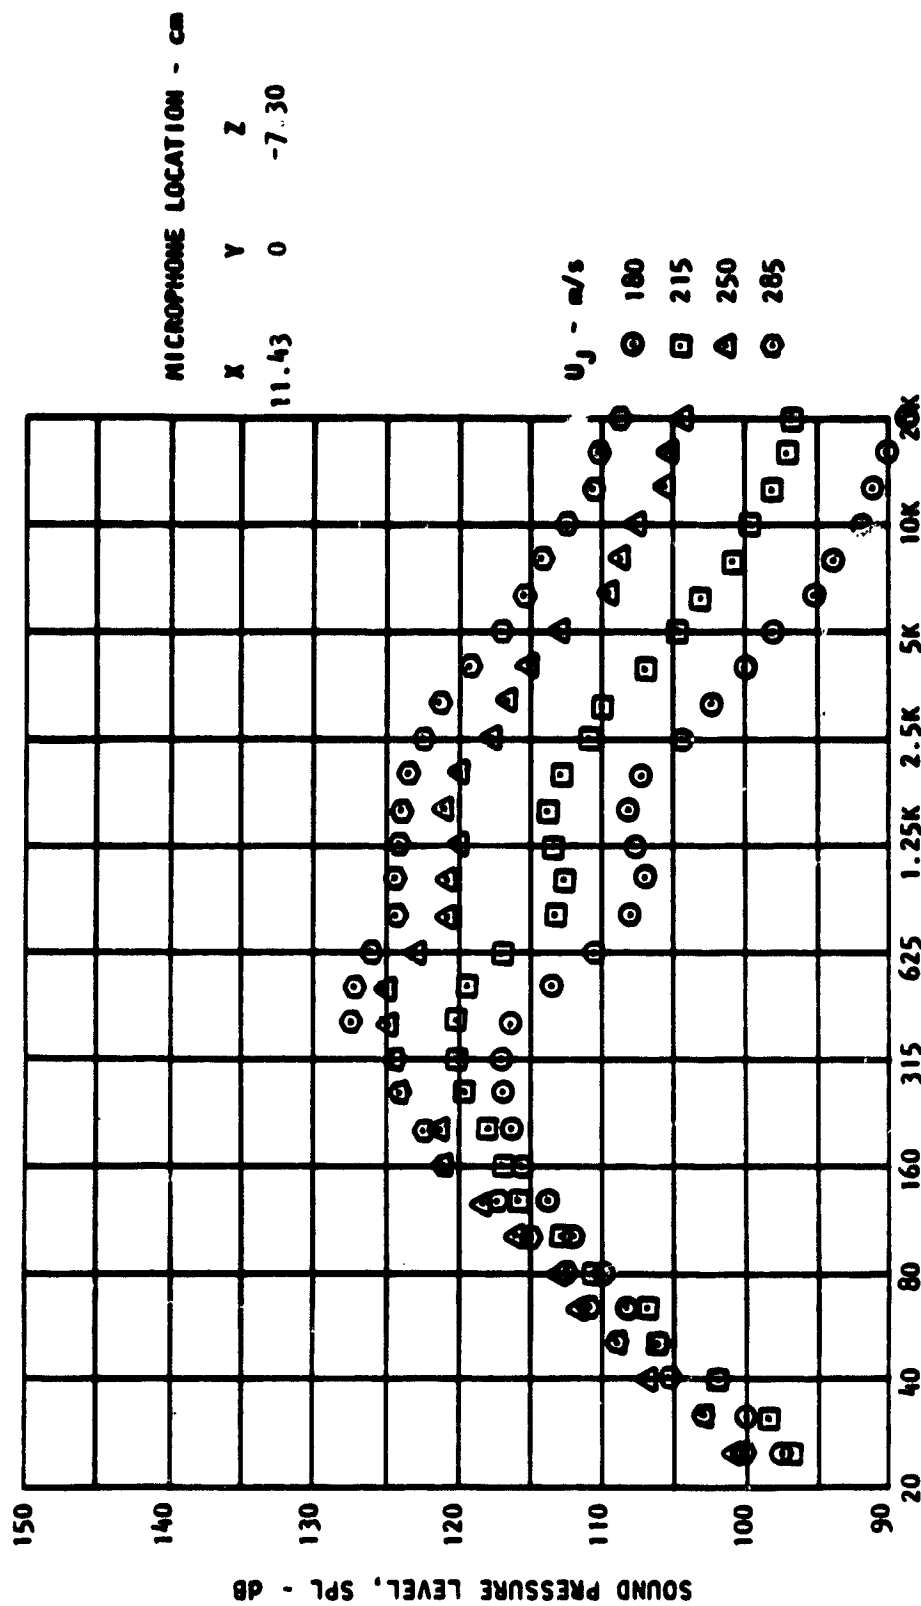 MICROPHONE LOCATION - cm
X Y Z
11.43 0 -7.30
U_J - m/s
180
215
250
285
SOUND PRESSURE LEVEL, SPL - dB
150
140
130
120
110
100
90
20 40 80 160 315 625 1.25K 2.5K 5K 10K 20K